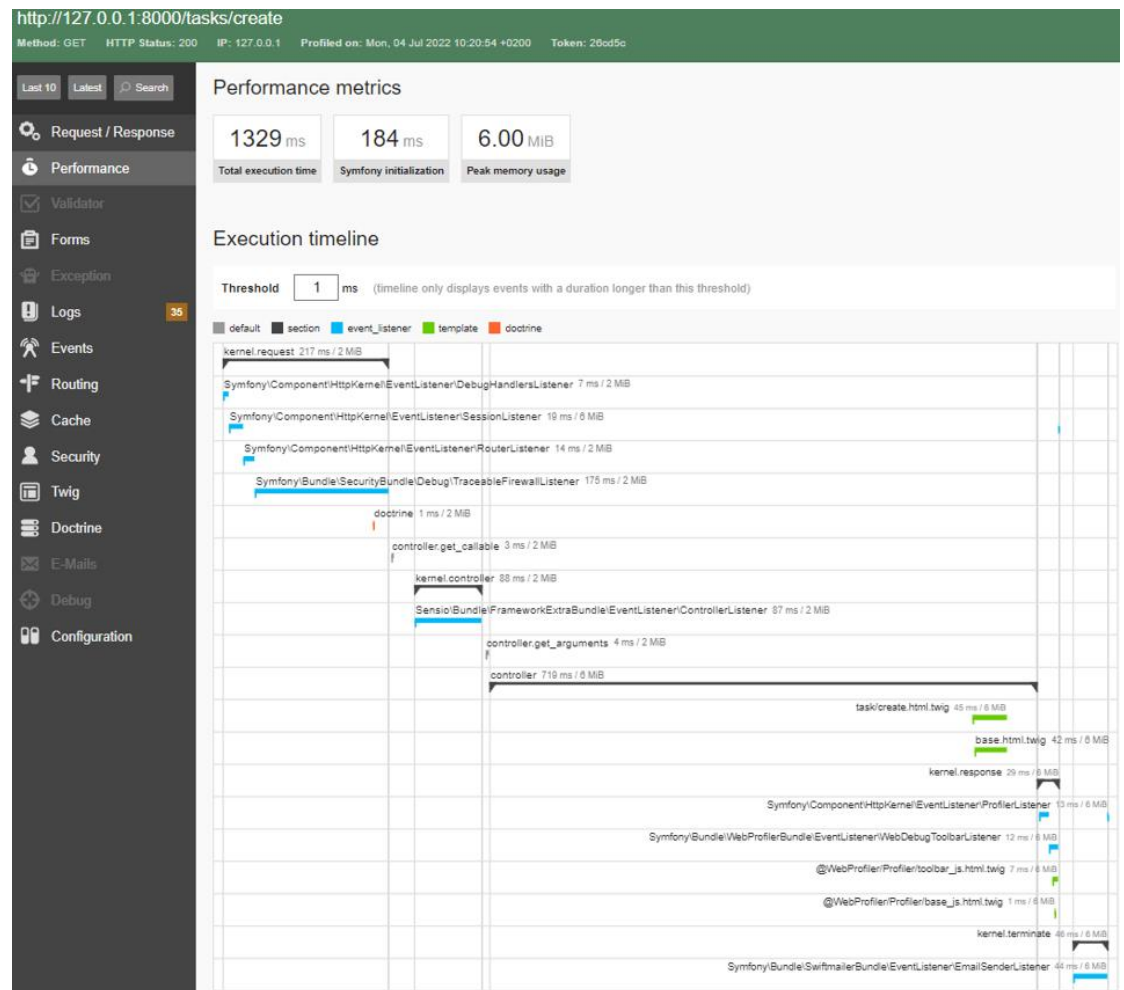 http://127.0.0.1:8000/tasks/create
Method: GET HTTP Status: 200 IP: 127.0.0.1 Profiled on: Mon, 04 Jul 2022 10:20:54 +0200 Token: 26cd5c
Last 10 Latest Search
Request / Response
Performance
Validator
Forms
Exception
Logs 35
Events
Routing
Cache
Security
Twig
Doctrine
E-Mails
Debug
Configuration
Performance metrics
1329 ms 184 ms 6.00 MiB
Total execution time Symfony initialization Peak memory usage
Execution timeline
Threshold 1 ms (timeline only displays events with a duration longer than this threshold)
default section event_listener template doctrine
kernel.request 217 ms / 2 MiB
Symfony\Component\HttpKernel\EventListener\DebugHandlersListener 7 ms / 2 MiB
Symfony\Component\HttpKernel\EventListener\SessionListener 19 ms / 6 MiB
Symfony\Component\HttpKernel\EventListener\RouterListener 14 ms / 2 MiB
Symfony\Bundle\SecurityBundle\Debug\TraceableFirewallListener 175 ms / 2 MiB
doctrine 1 ms / 2 MiB
controller.get_callable 3 ms / 2 MiB
kernel.controller 88 ms / 2 MiB
Sensio\Bundle\FrameworkExtraBundle\EventListener\ControllerListener 87 ms / 2 MiB
controller.get_arguments 4 ms / 2 MiB
controller 719 ms / 6 MiB
task/create.html.twig 45 ms / 6 MiB
base.html.twig 42 ms / 6 MiB
kernel.response 29 ms / 6 MiB
Symfony\Component\HttpKernel\EventListener\ProfilerListener 13 ms / 6 MiB
Symfony\Bundle\WebProfilerBundle\EventListener\WebDebugToolbarListener 12 ms / 6 MiB
@WebProfiler/Profiler/toolbar_js.html.twig 7 ms / 6 MiB
@WebProfiler/Profiler/base_js.html.twig 1 ms / 6 MiB
kernel.terminate 46 ms / 6 MiB
Symfony\Bundle\SwiftmailerBundle\EventListener\EmailSenderListener 44 ms / 6 MiB